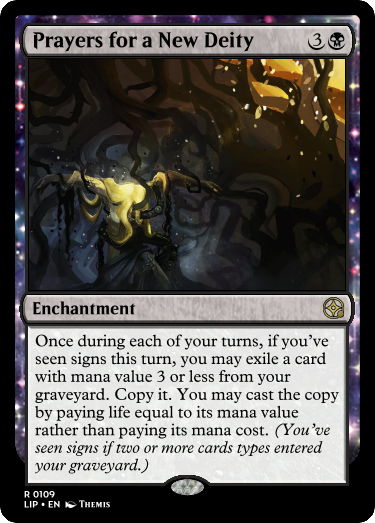 Prayers for a New Deity 3
Enchantment
Once during each of your turns, if you've
seen signs this turn, you may exile a card
with mana value 3 or less from your
graveyard. Copy it. You may cast the copy
by paying life equal to its mana value
rather than paying its mana cost. (You've
seen signs if two or more cards types entered
your graveyard.)
R 0109
LIP • EN Themis